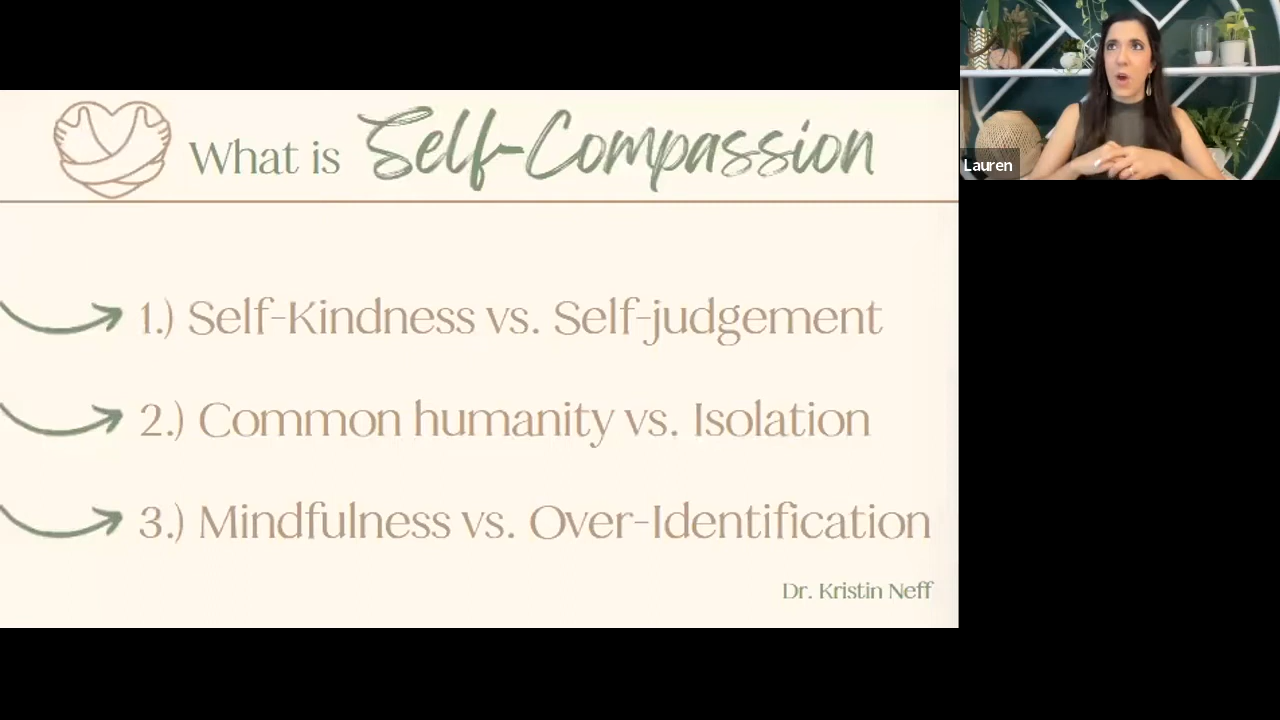 What is Self-Compassion
1.) Self-Kindness vs. Self-judgement
2.) Common humanity vs. Isolation
3.) Mindfulness vs. Over-Identification
Dr. Kristin Neff
Lauren